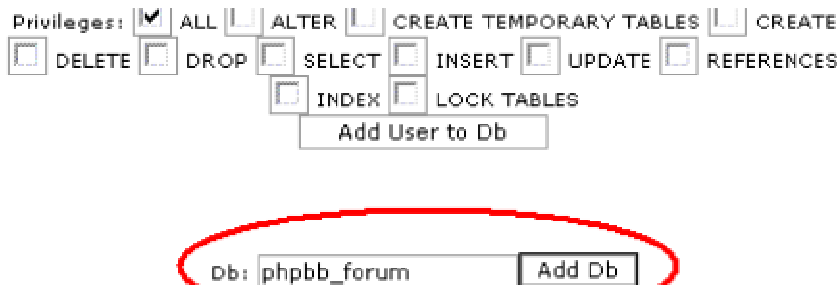 Privileges: ALL ALTER CREATE TEMPORARY TABLES CREATE
DELETE DROP SELECT INSERT UPDATE REFERENCES
INDEX LOCK TABLES
Add User to Db
Db: phpbb_forum Add Db